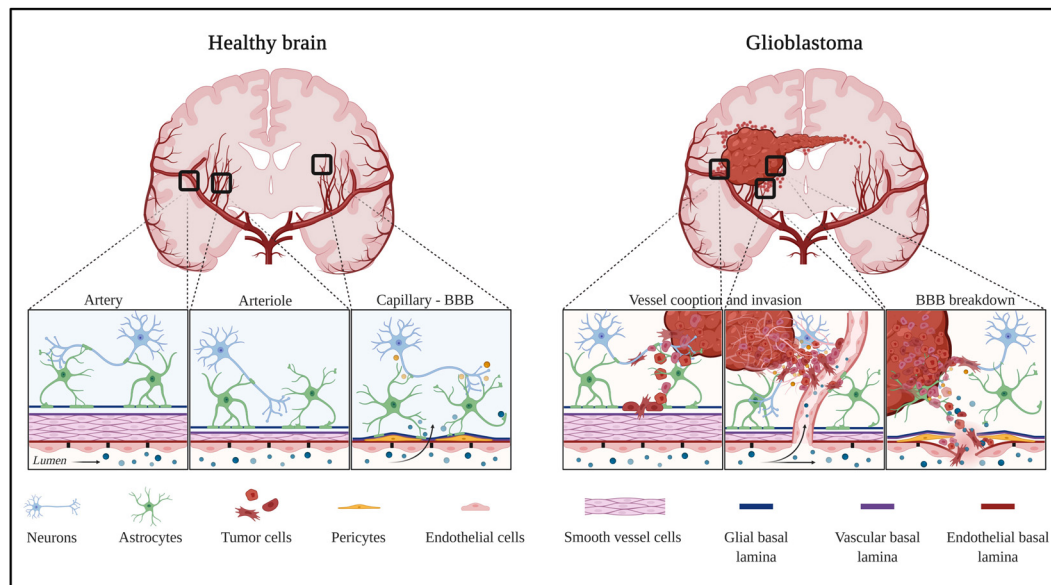 Healthy brain
Glioblastoma
Artery
Arteriole
Capillary - BBB
Vessel cooption and invasion
BBB breakdown
Lumen
Neurons
Astrocytes
Tumor cells
Pericytes
Endothelial cells
Smooth vessel cells
Glial basal
lamina
Vascular basal
lamina
Endothelial basal
lamina